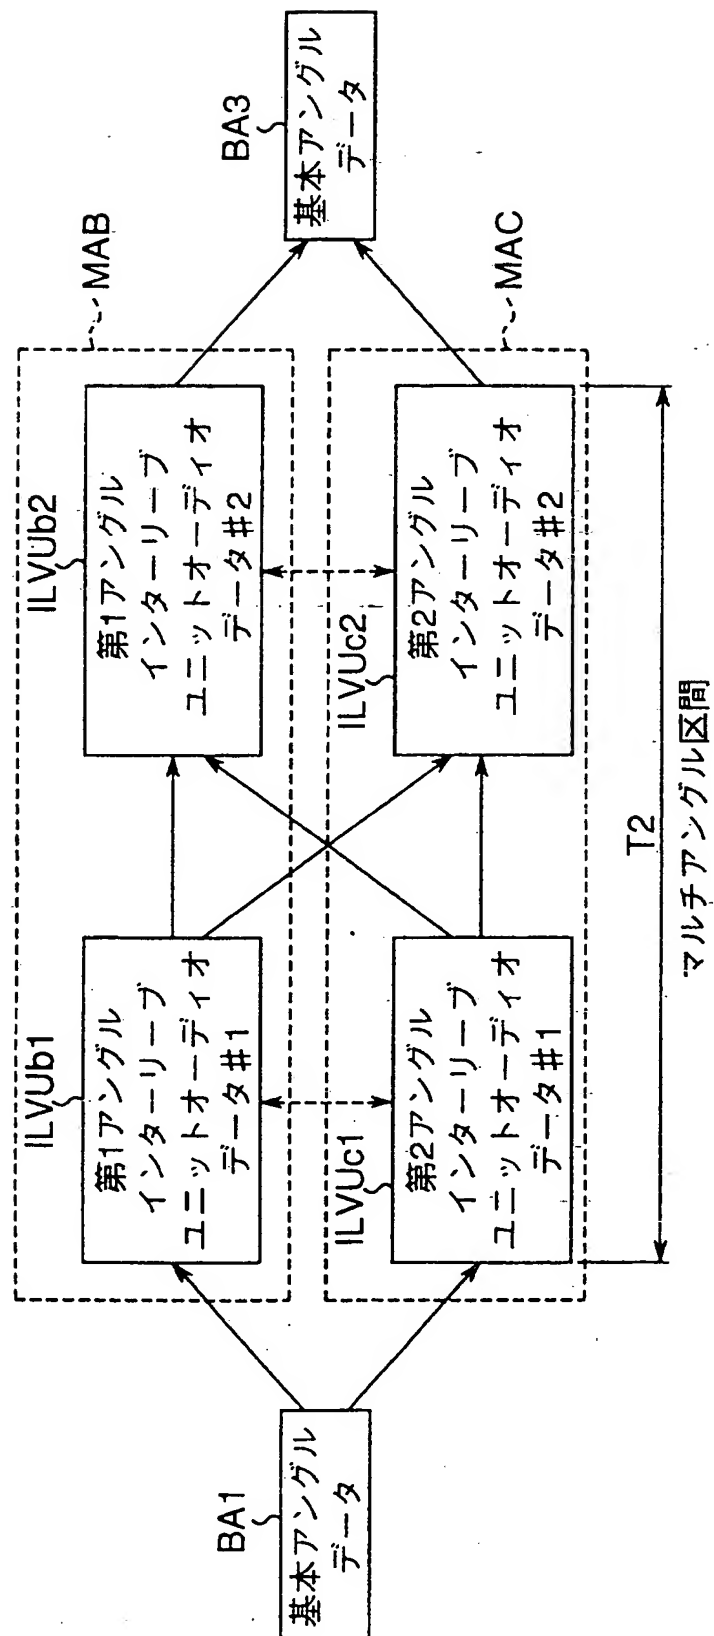 BA1
基本アングル
データ
MAB
ILVUb1
第1アングル
インターリーブ
ユニットオーディオ
データ#1
ILVUb2
第1アングル
インターリーブ
ユニットオーディオ
データ#2
MAC
ILVUc1
第2アングル
インターリーブ
ユニットオーディオ
データ#1
ILVUc2
第2アングル
インターリーブ
ユニットオーディオ
データ#2
BA3
基本アングル
データ
T2
マルチアングル区間